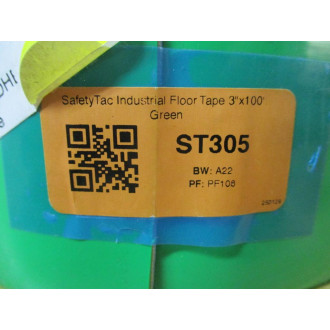 SafetyTac Industrial Floor Tape 3"x100'
Green
ST305
BW: A22
PF: PF108